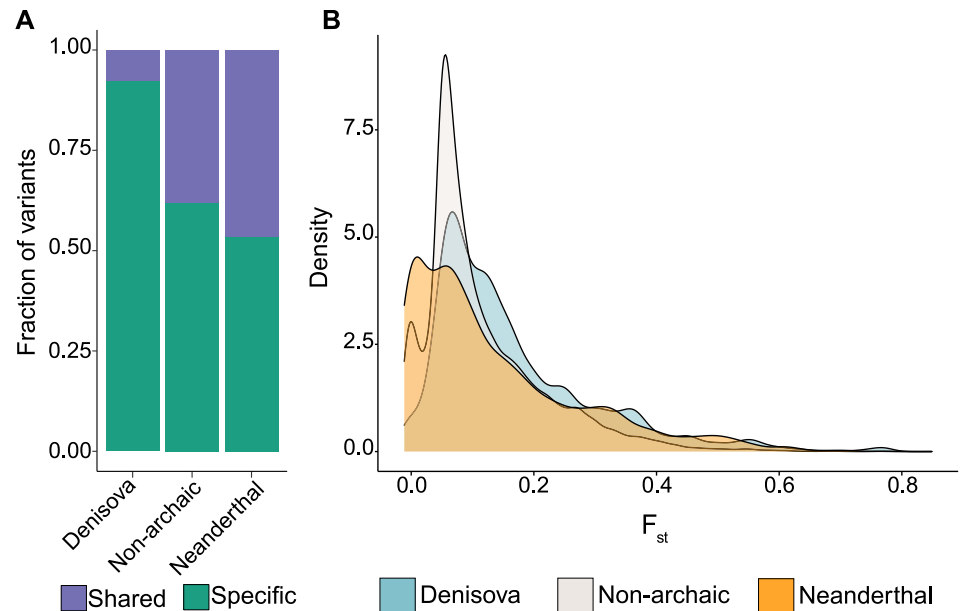 A
Fraction of variants
1.00
0.75
0.50
0.25
0.00
Denisova
Non-archaic
Neanderthal
Shared
Specific
B
Density
7.5
5.0
2.5
0.0
0.0
0.2
0.4
0.6
0.8
Fst
Denisova
Non-archaic
Neanderthal